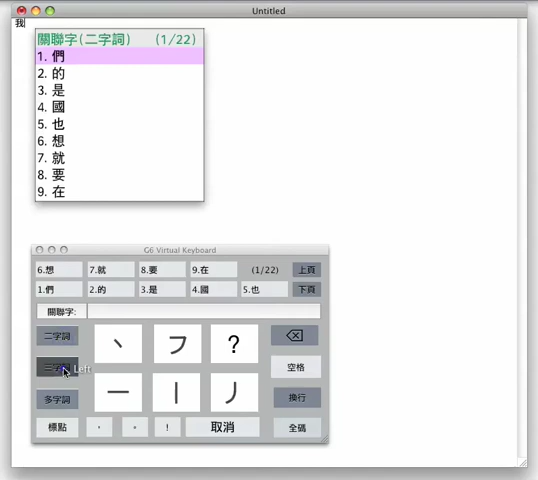 Untitled
我
關聯字(二字詞) (1/22)
1. 們
2. 的
3. 是
4. 國
5. 也
6. 想
7. 就
8. 要
9. 在
G6 Virtual Keyboard
6.想 7.就 8.要 9.在 (1/22) 上頁
1.們 2.的 3.是 4.國 5.也 下頁
關聯字:
二字詞 丶 フ ?
空格
Left
多字詞 一 丨 丿 換行
標點 , 。 ! 取消 全碼